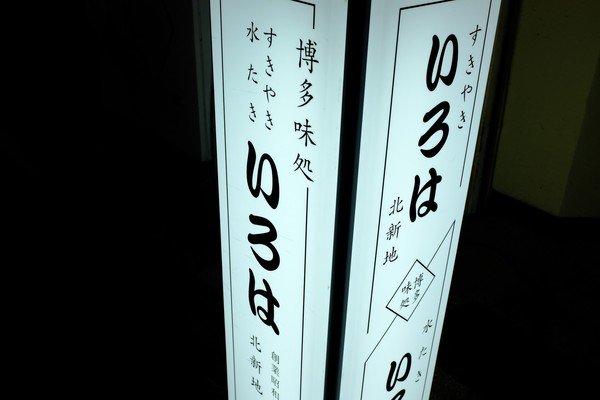 博多味処
すきやき
水たき
いろは
創業昭和
北新地
すきやき
いろは
北新地
博多
味処
水たき
いろ